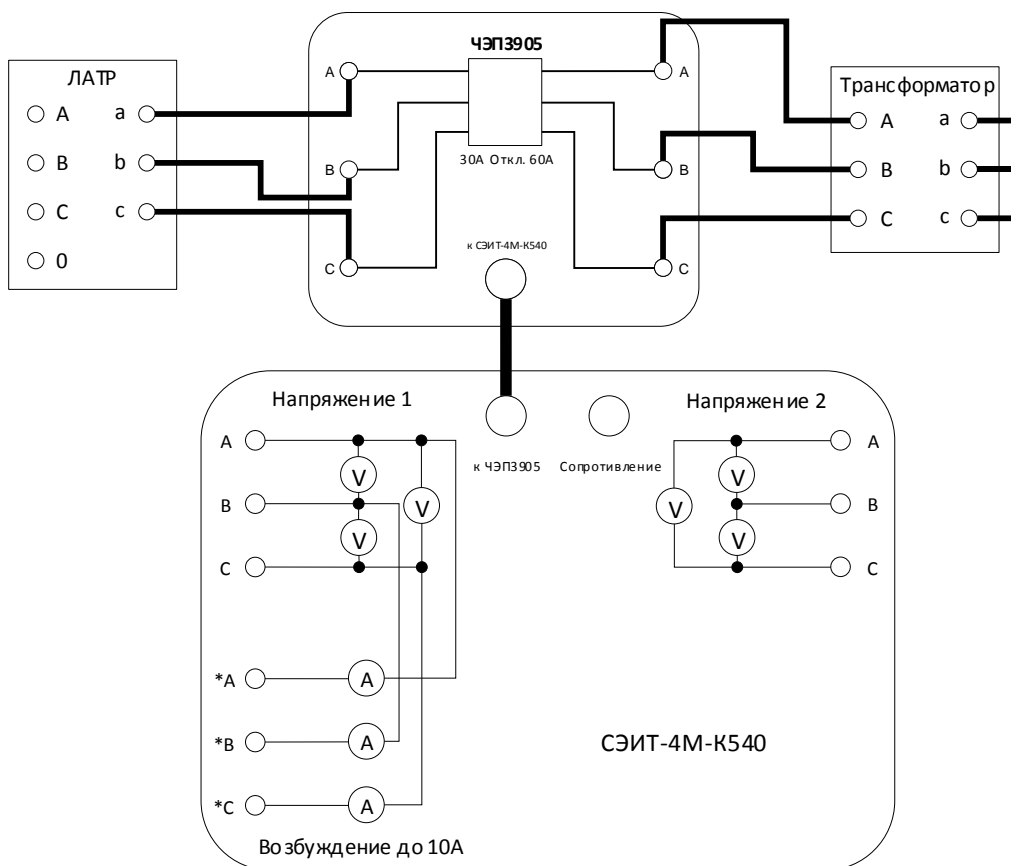 ЛАТР
A a
B b
C c
0
ЧЭП3905
A A
B B
C C
30А Откл. 60А
к СЭИТ-4М-К540
Трансформатор
A a
B b
C c
Напряжение 1
A
B
C
V
V
V
к ЧЭП3905
Сопротивление
Напряжение 2
A
B
C
V
V
V
*A A
*B A
*C A
Возбуждение до 10А
СЭИТ-4М-К540